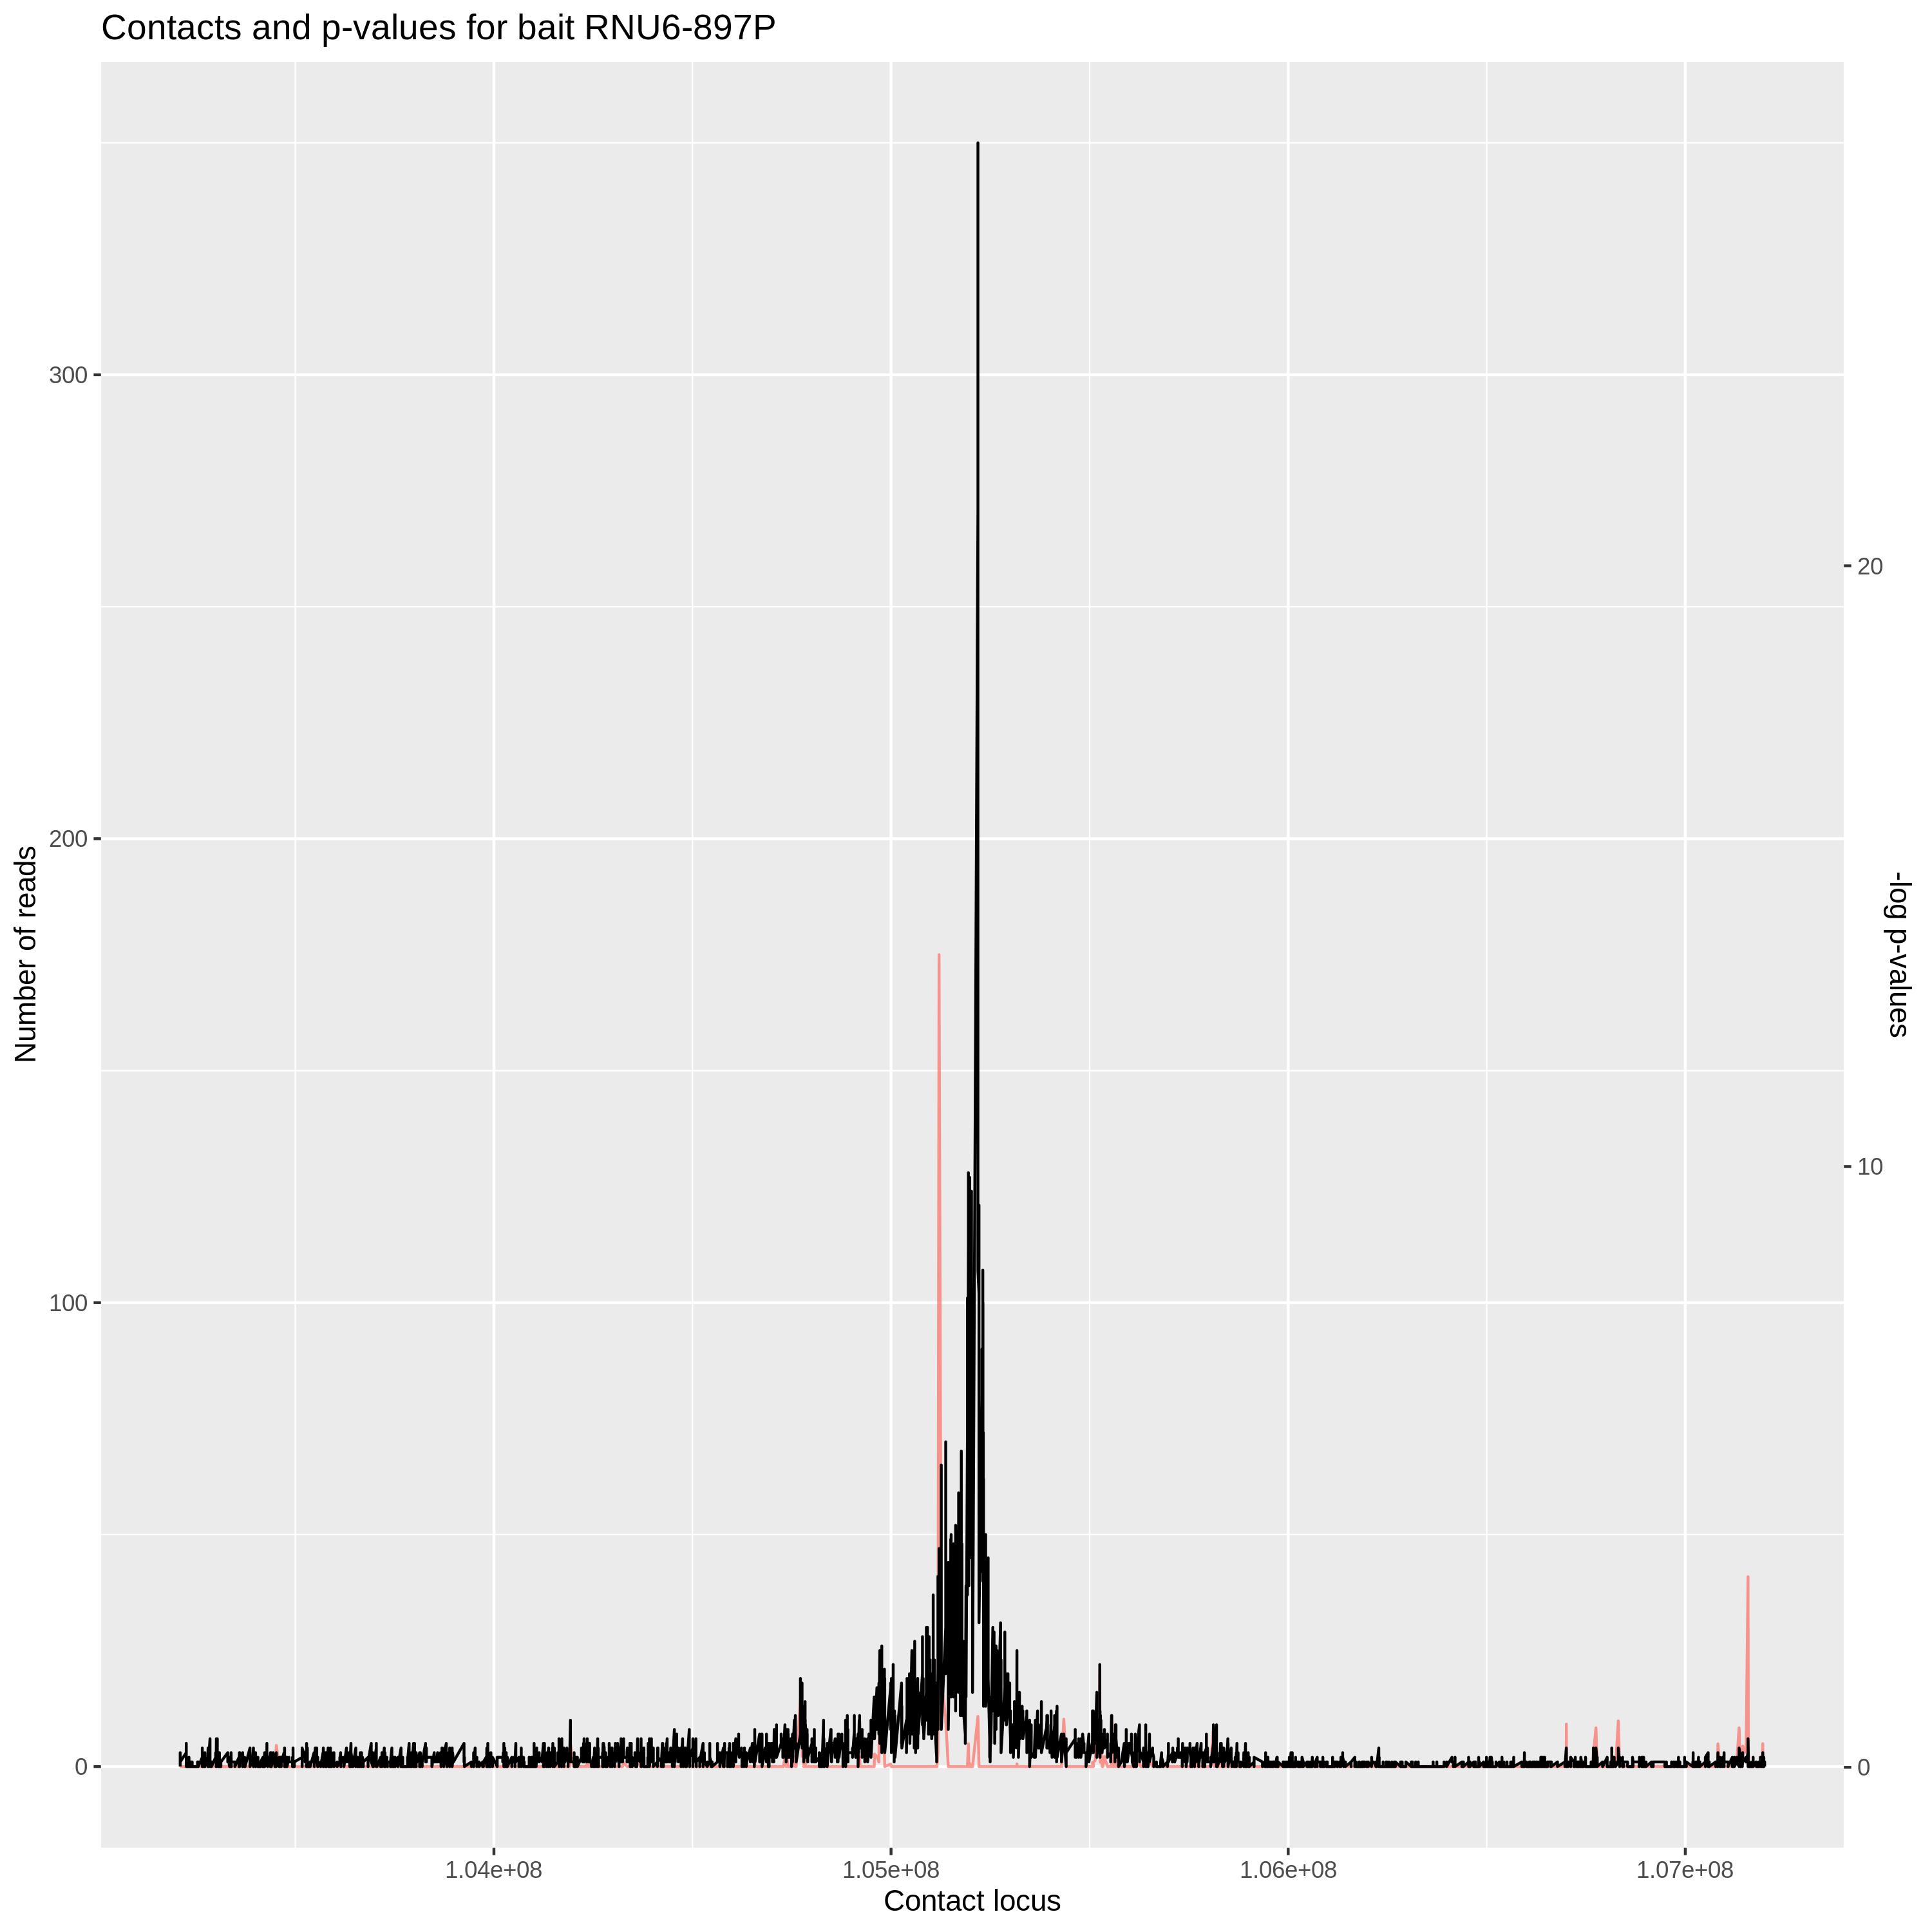 Contacts and p-values for bait RNU6-897P
300
200
100
0
20
10
0
Number of reads
-log p-values
1.04e+08
1.05e+08
1.06e+08
1.07e+08
Contact locus